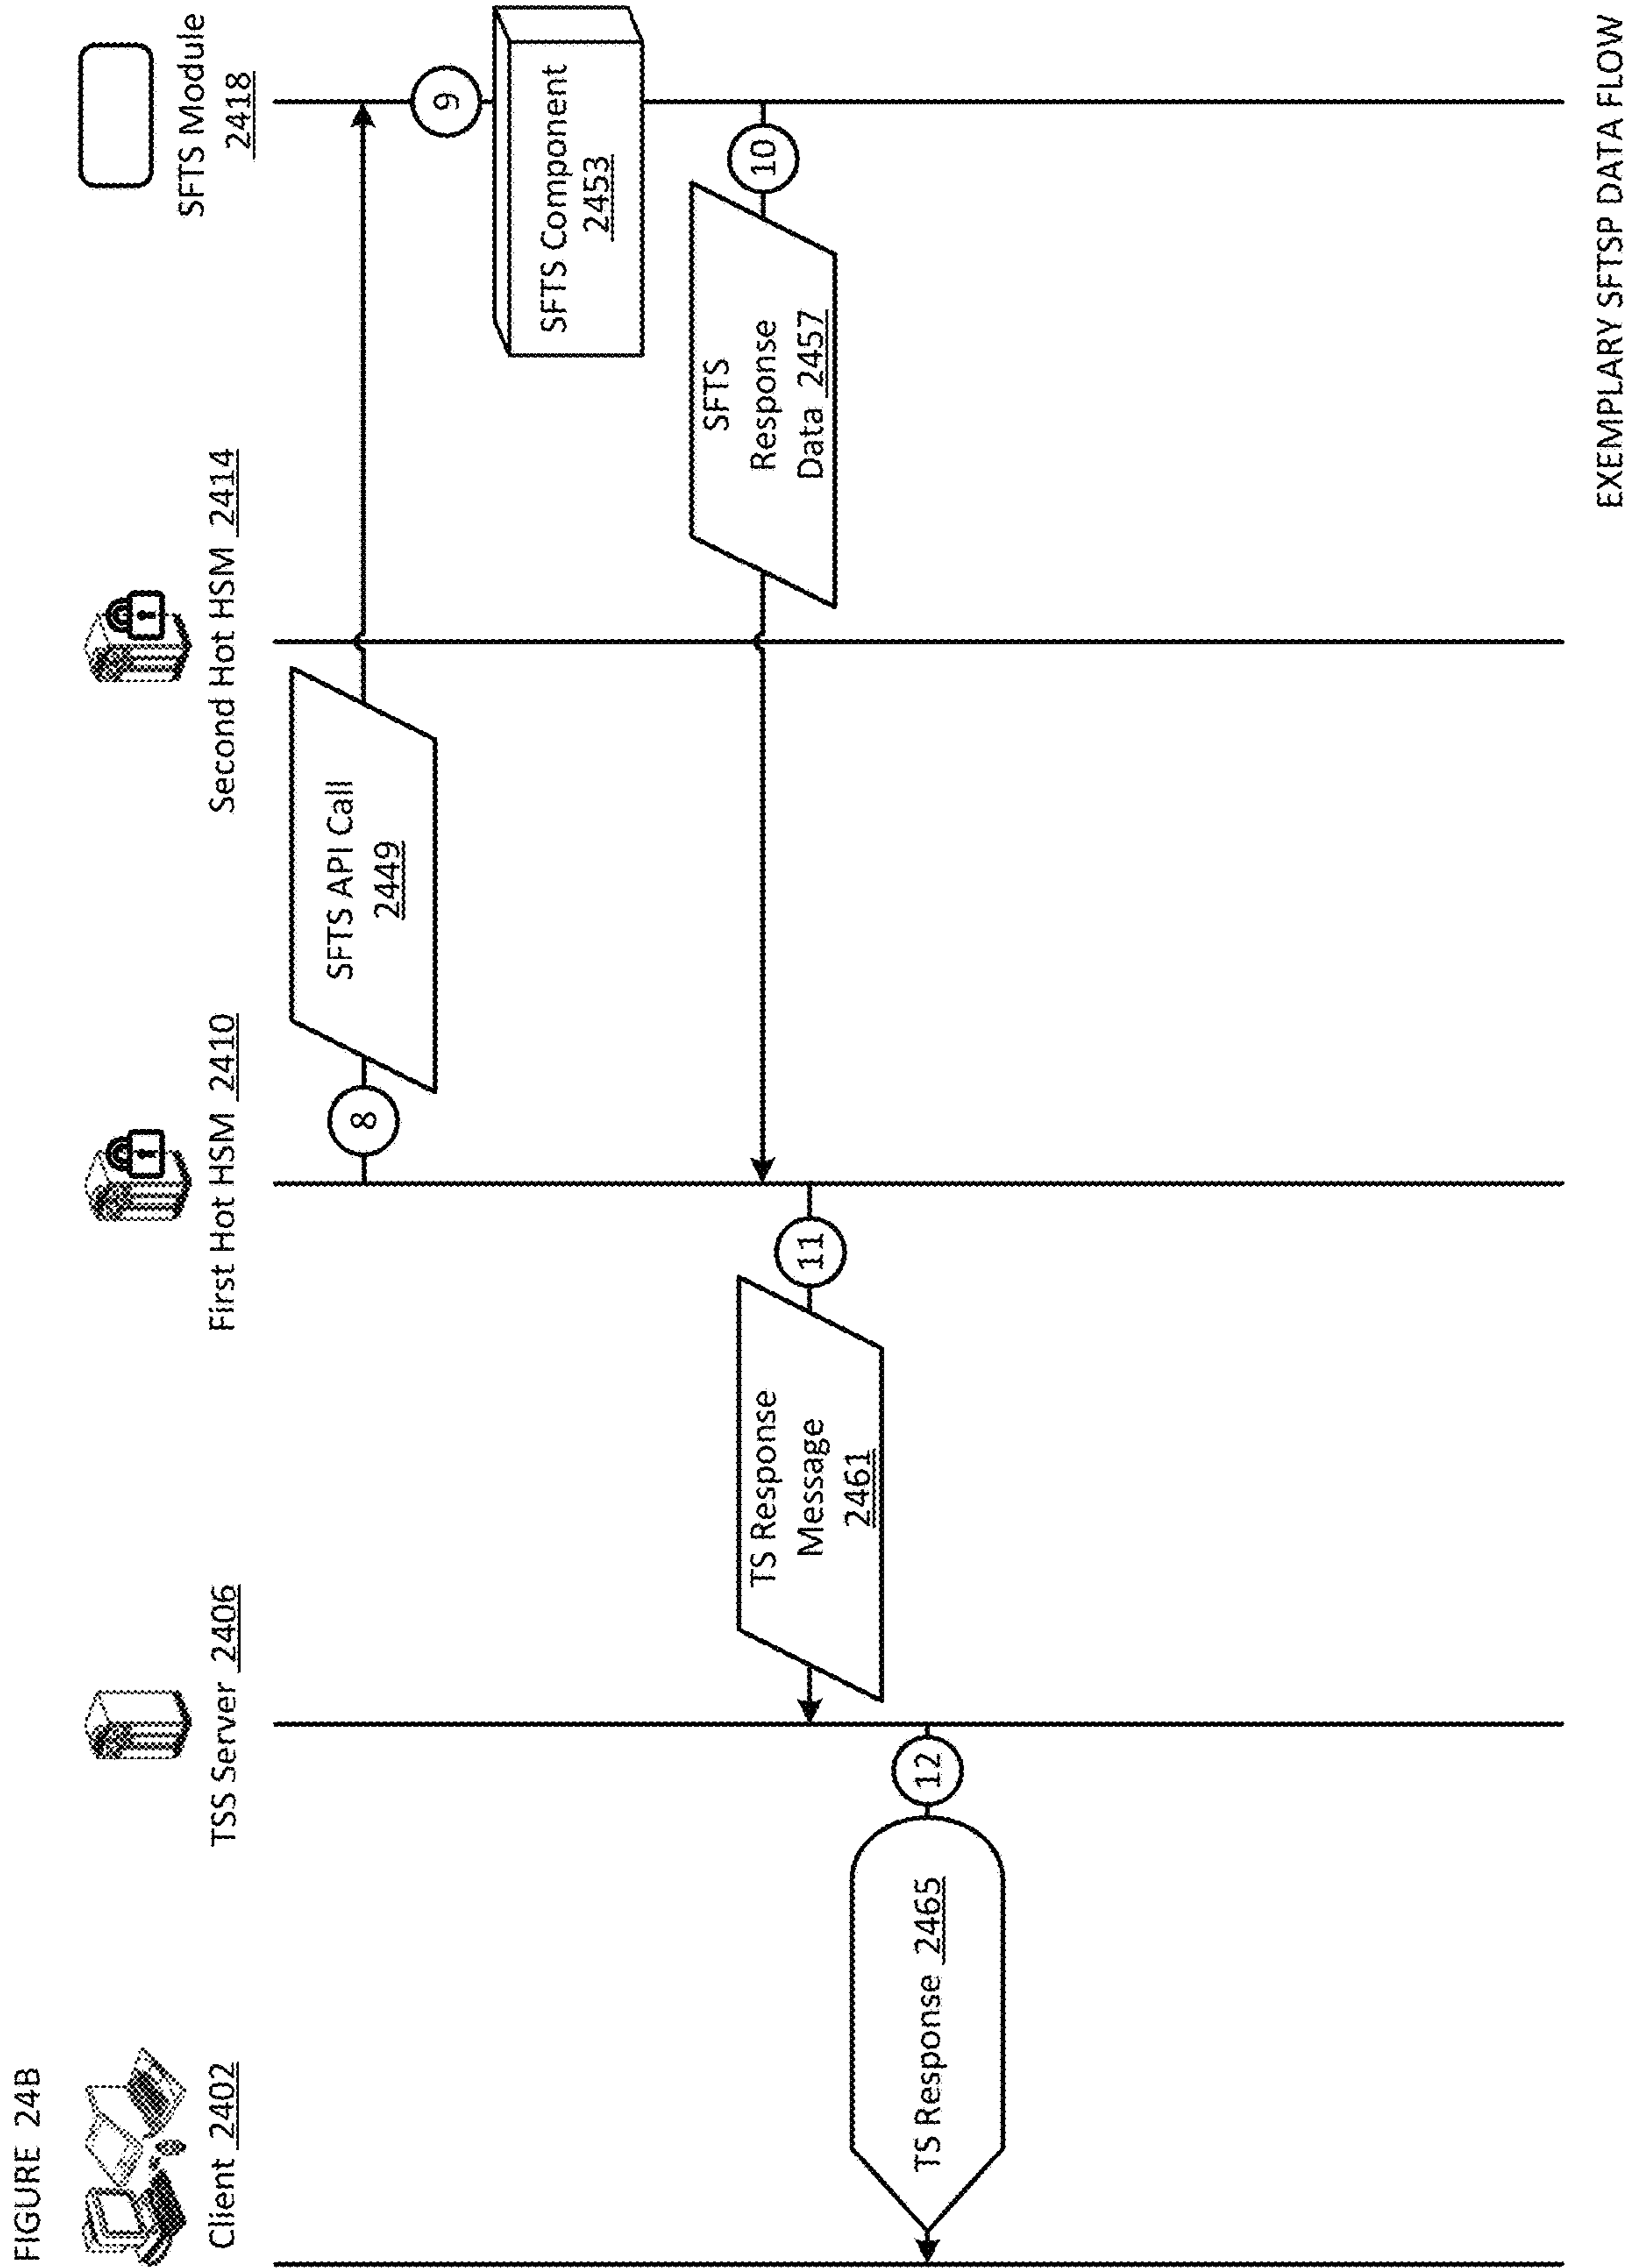 FIGURE 24B
Client 2402
TSS Server 2406
First Hot HSM 2410
Second Hot HSM 2414
SFTS Module
2418
8
SFTS API Call
2449
9
SFTS Component
2453
10
SFTS
Response
Data 2457
11
TS Response
Message
2461
12
TS Response 2465
EXEMPLARY SFTSP DATA FLOW